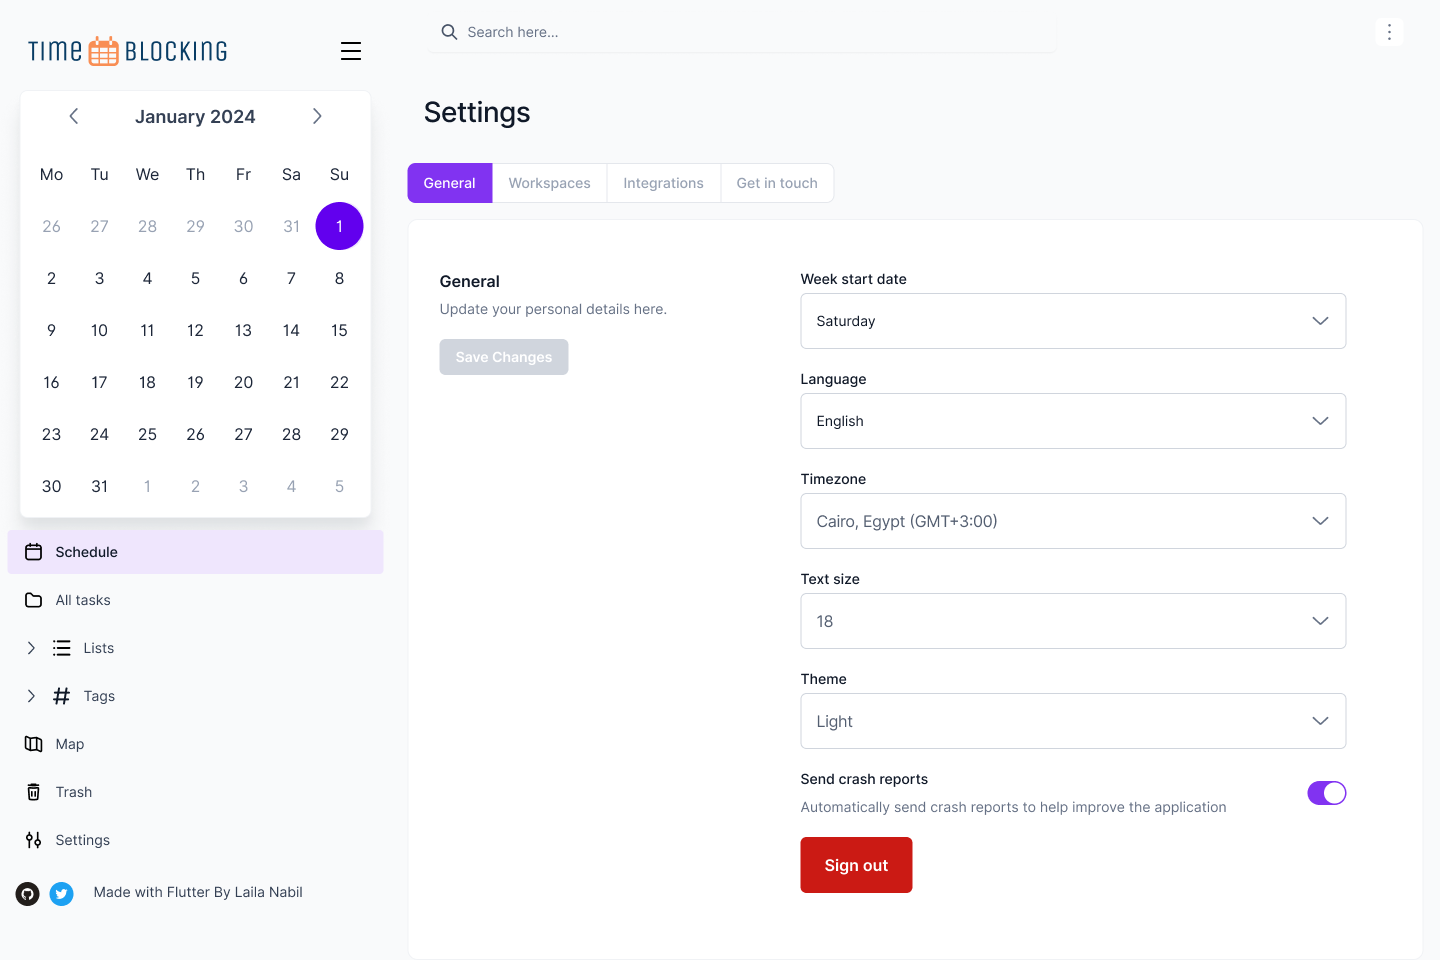 TIME BLOCKING
January 2024
Mo Tu We Th Fr Sa Su
26 27 28 29 30 31 1
2 3 4 5 6 7 8
9 10 11 12 13 14 15
16 17 18 19 20 21 22
23 24 25 26 27 28 29
30 31 1 2 3 4 5
Schedule
All tasks
Lists
Tags
Map
Trash
Settings
Made with Flutter By Laila Nabil
Search here...
Settings
General Workspaces Integrations Get in touch
General
Update your personal details here.
Save Changes
Week start date
Saturday
Language
English
Timezone
Cairo, Egypt (GMT+3:00)
Text size
18
Theme
Light
Send crash reports
Automatically send crash reports to help improve the application
Sign out